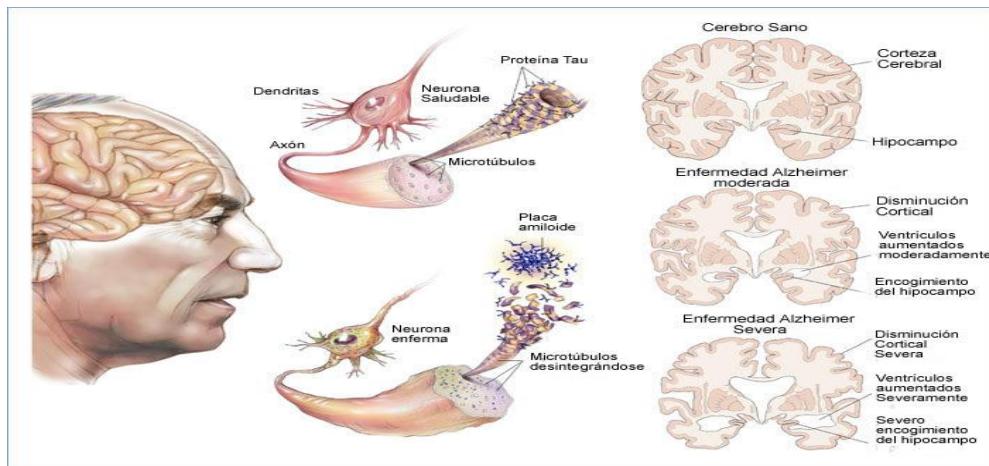 Dendritas
Neurona
Saludable
Axón
Proteína Tau
Microtúbulos
Placa
amiloide
Neurona
enferma
Microtúbulos
desintegrándose
Cerebro Sano
Corteza
Cerebral
Hipocampo
Enfermedad Alzheimer
moderada
Disminución
Cortical
Ventrículos
aumentados
moderadamente
Encogimiento
del hipocampo
Enfermedad Alzheimer
Severa
Disminución
Cortical
Severa
Ventrículos
aumentados
Severamente
Severo
encogimiento
del hipocampo